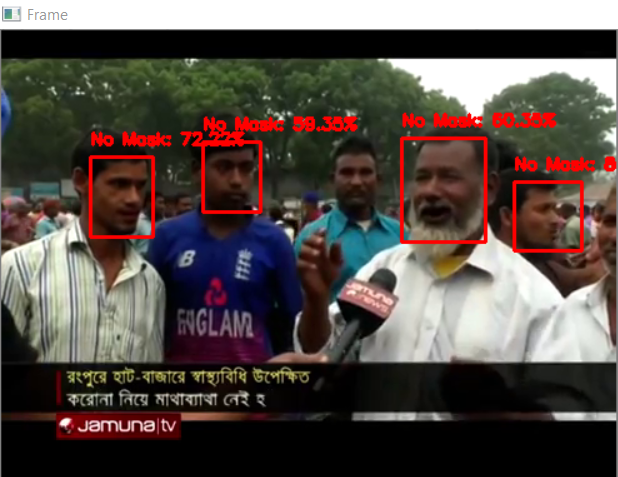 Frame
No Mask: 72.22%
No Mask: 59.35%
No Mask: 60.35%
No Mask: 8
B
ENGLAND
JAMUNA
NEWS
রংপুরে হাট-বাজারে স্বাস্থ্যবিধি উপেক্ষিত
করোনা নিয়ে মাথাব্যাথা নেই হ
JAMUNA|tv